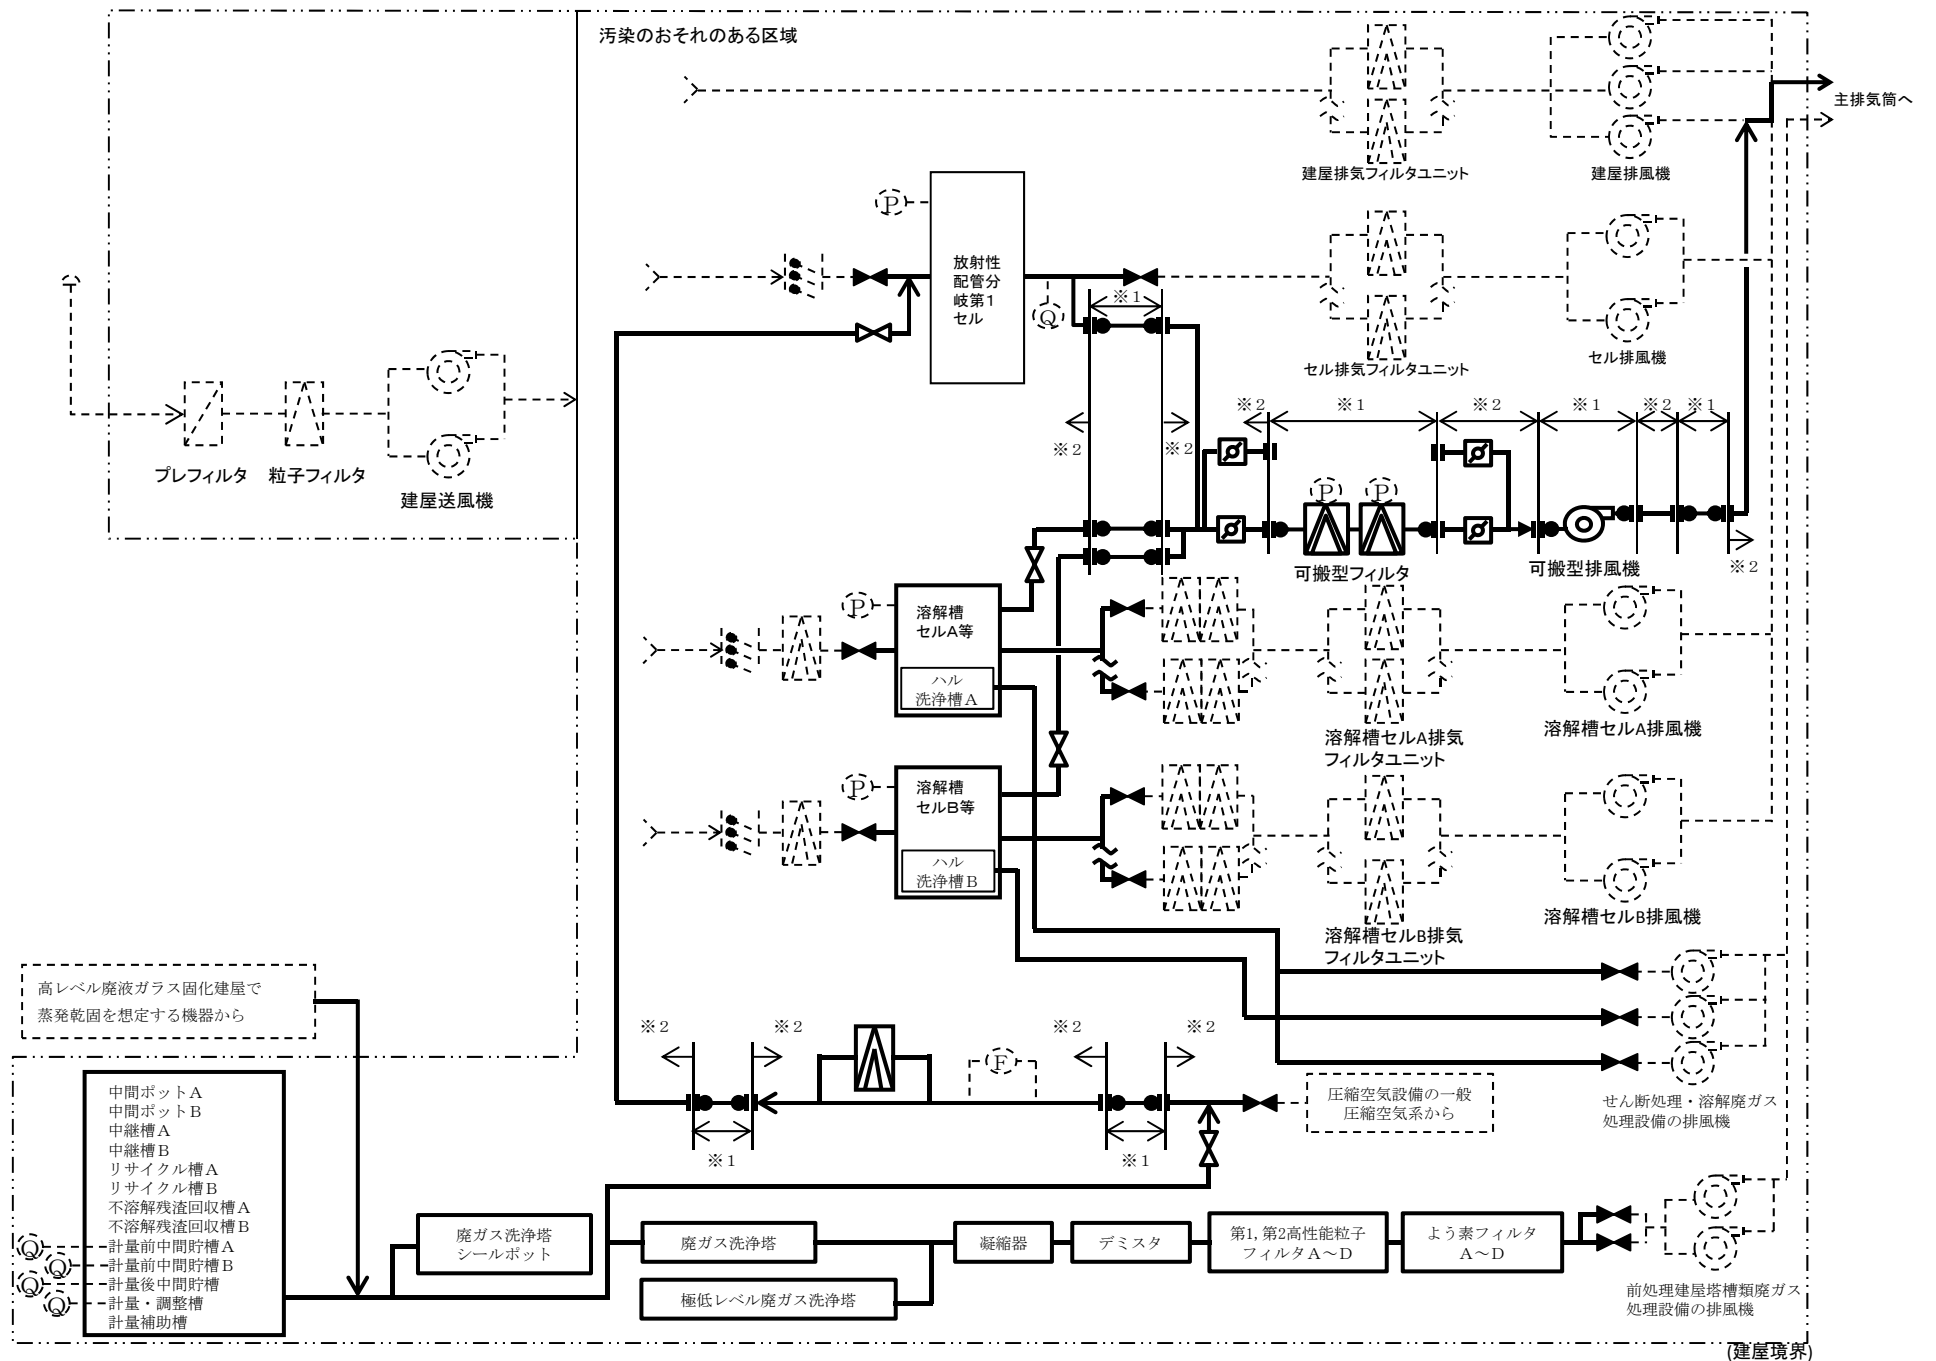 汚染のおそれのある区域
主排気筒へ
建屋排気フィルタユニット
建屋排風機
P
放射性
配管分
岐第1
セル
※1
Q
セル排気フィルタユニット
セル排風機
プレフィルタ
粒子フィルタ
建屋送風機
※2
※2
※2
※1
※2
※1
※2
※1
P
P
可搬型フィルタ
可搬型排風機
※2
P
溶解槽
セルA等
ハル
洗浄槽A
溶解槽セルA排気
フィルタユニット
溶解槽セルA排風機
P
溶解槽
セルB等
ハル
洗浄槽B
溶解槽セルB排気
フィルタユニット
溶解槽セルB排風機
高レベル廃液ガラス固化建屋で
蒸発乾固を想定する機器から
※2
※2
※1
F
※2
※2
※1
圧縮空気設備の一般
圧縮空気系から
せん断処理・溶解廃ガス
処理設備の排風機
中間ポットA
中間ポットB
中継槽A
中継槽B
リサイクル槽A
リサイクル槽B
不溶解残渣回収槽A
不溶解残渣回収槽B
Q
計量前中間貯槽A
Q
計量前中間貯槽B
Q
計量後中間貯槽
Q
計量・調整槽
計量補助槽
廃ガス洗浄塔
シールポット
廃ガス洗浄塔
極低レベル廃ガス洗浄塔
凝縮器
デミスタ
第1,第2高性能粒子
フィルタA～D
よう素フィルタ
A～D
前処理建屋塔槽類廃ガス
処理設備の排風機
(建屋境界)